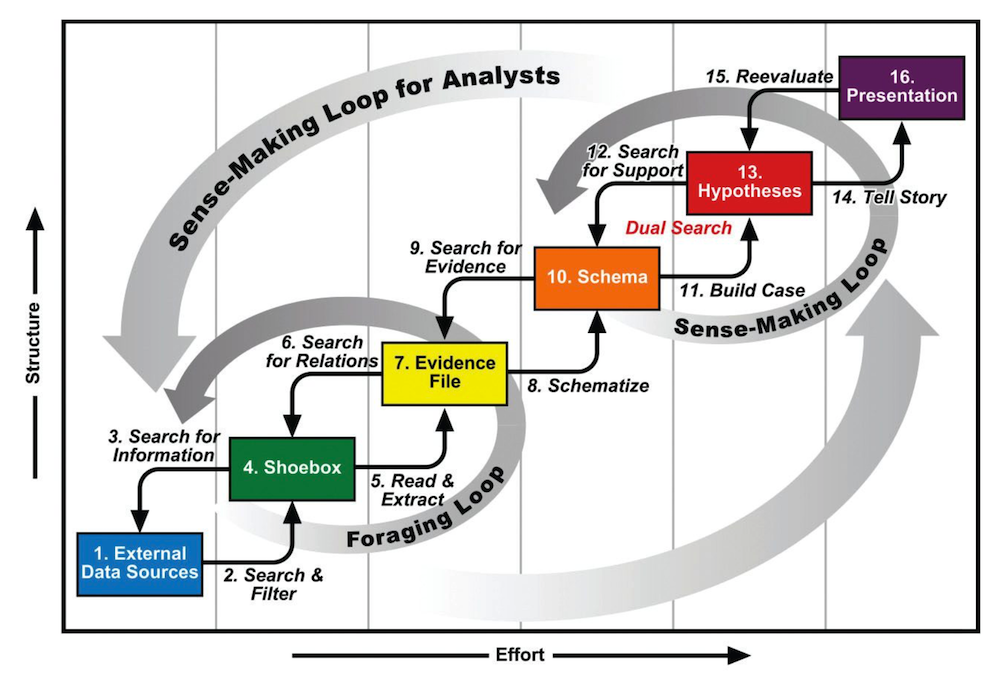 Sense-Making Loop for Analysts
15. Reevaluate
16.
Presentation
12. Search
for Support
13.
Hypotheses
14. Tell Story
Dual Search
9. Search for
Evidence
10. Schema
11. Build Case
Sense-Making Loop
6. Search
for Relations
7. Evidence
File
8. Schematize
3. Search for
Information
4. Shoebox
5. Read &
Extract
Foraging Loop
1. External
Data Sources
2. Search &
Filter
Structure
Effort